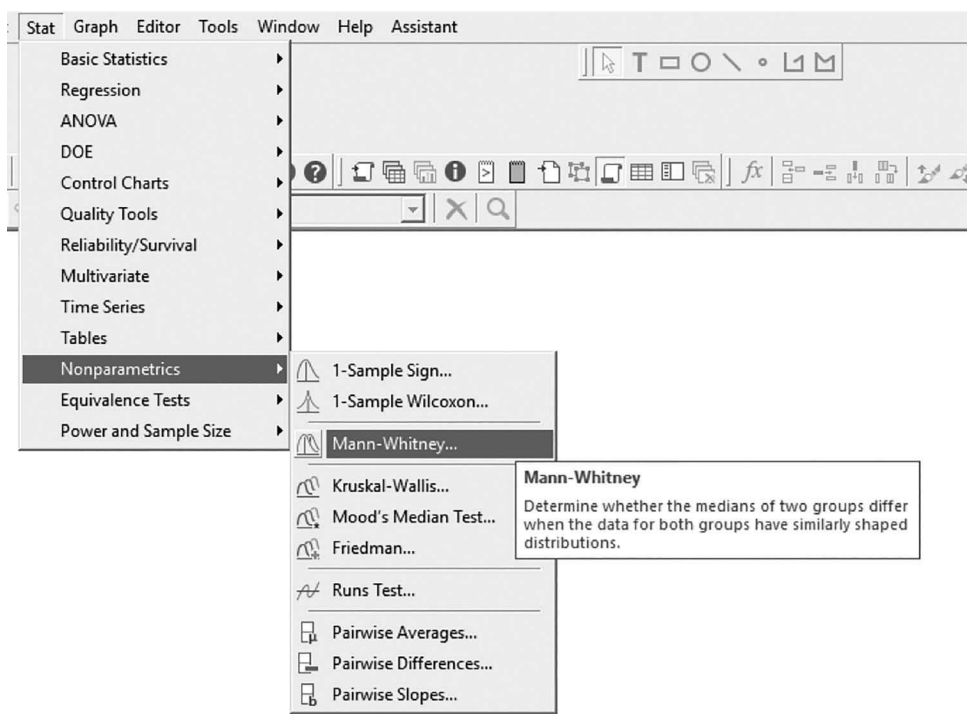 Stat Graph Editor Tools Window Help Assistant
Basic Statistics
Regression
ANOVA
DOE
Control Charts
Quality Tools
Reliability/Survival
Multivariate
Time Series
Tables
Nonparametrics
Equivalence Tests
Power and Sample Size
1-Sample Sign...
1-Sample Wilcoxon...
Mann-Whitney...
Kruskal-Wallis...
Mood's Median Test...
Friedman...
Runs Test...
Pairwise Averages...
Pairwise Differences...
Pairwise Slopes...
Mann-Whitney
Determine whether the medians of two groups differ
when the data for both groups have similarly shaped
distributions.